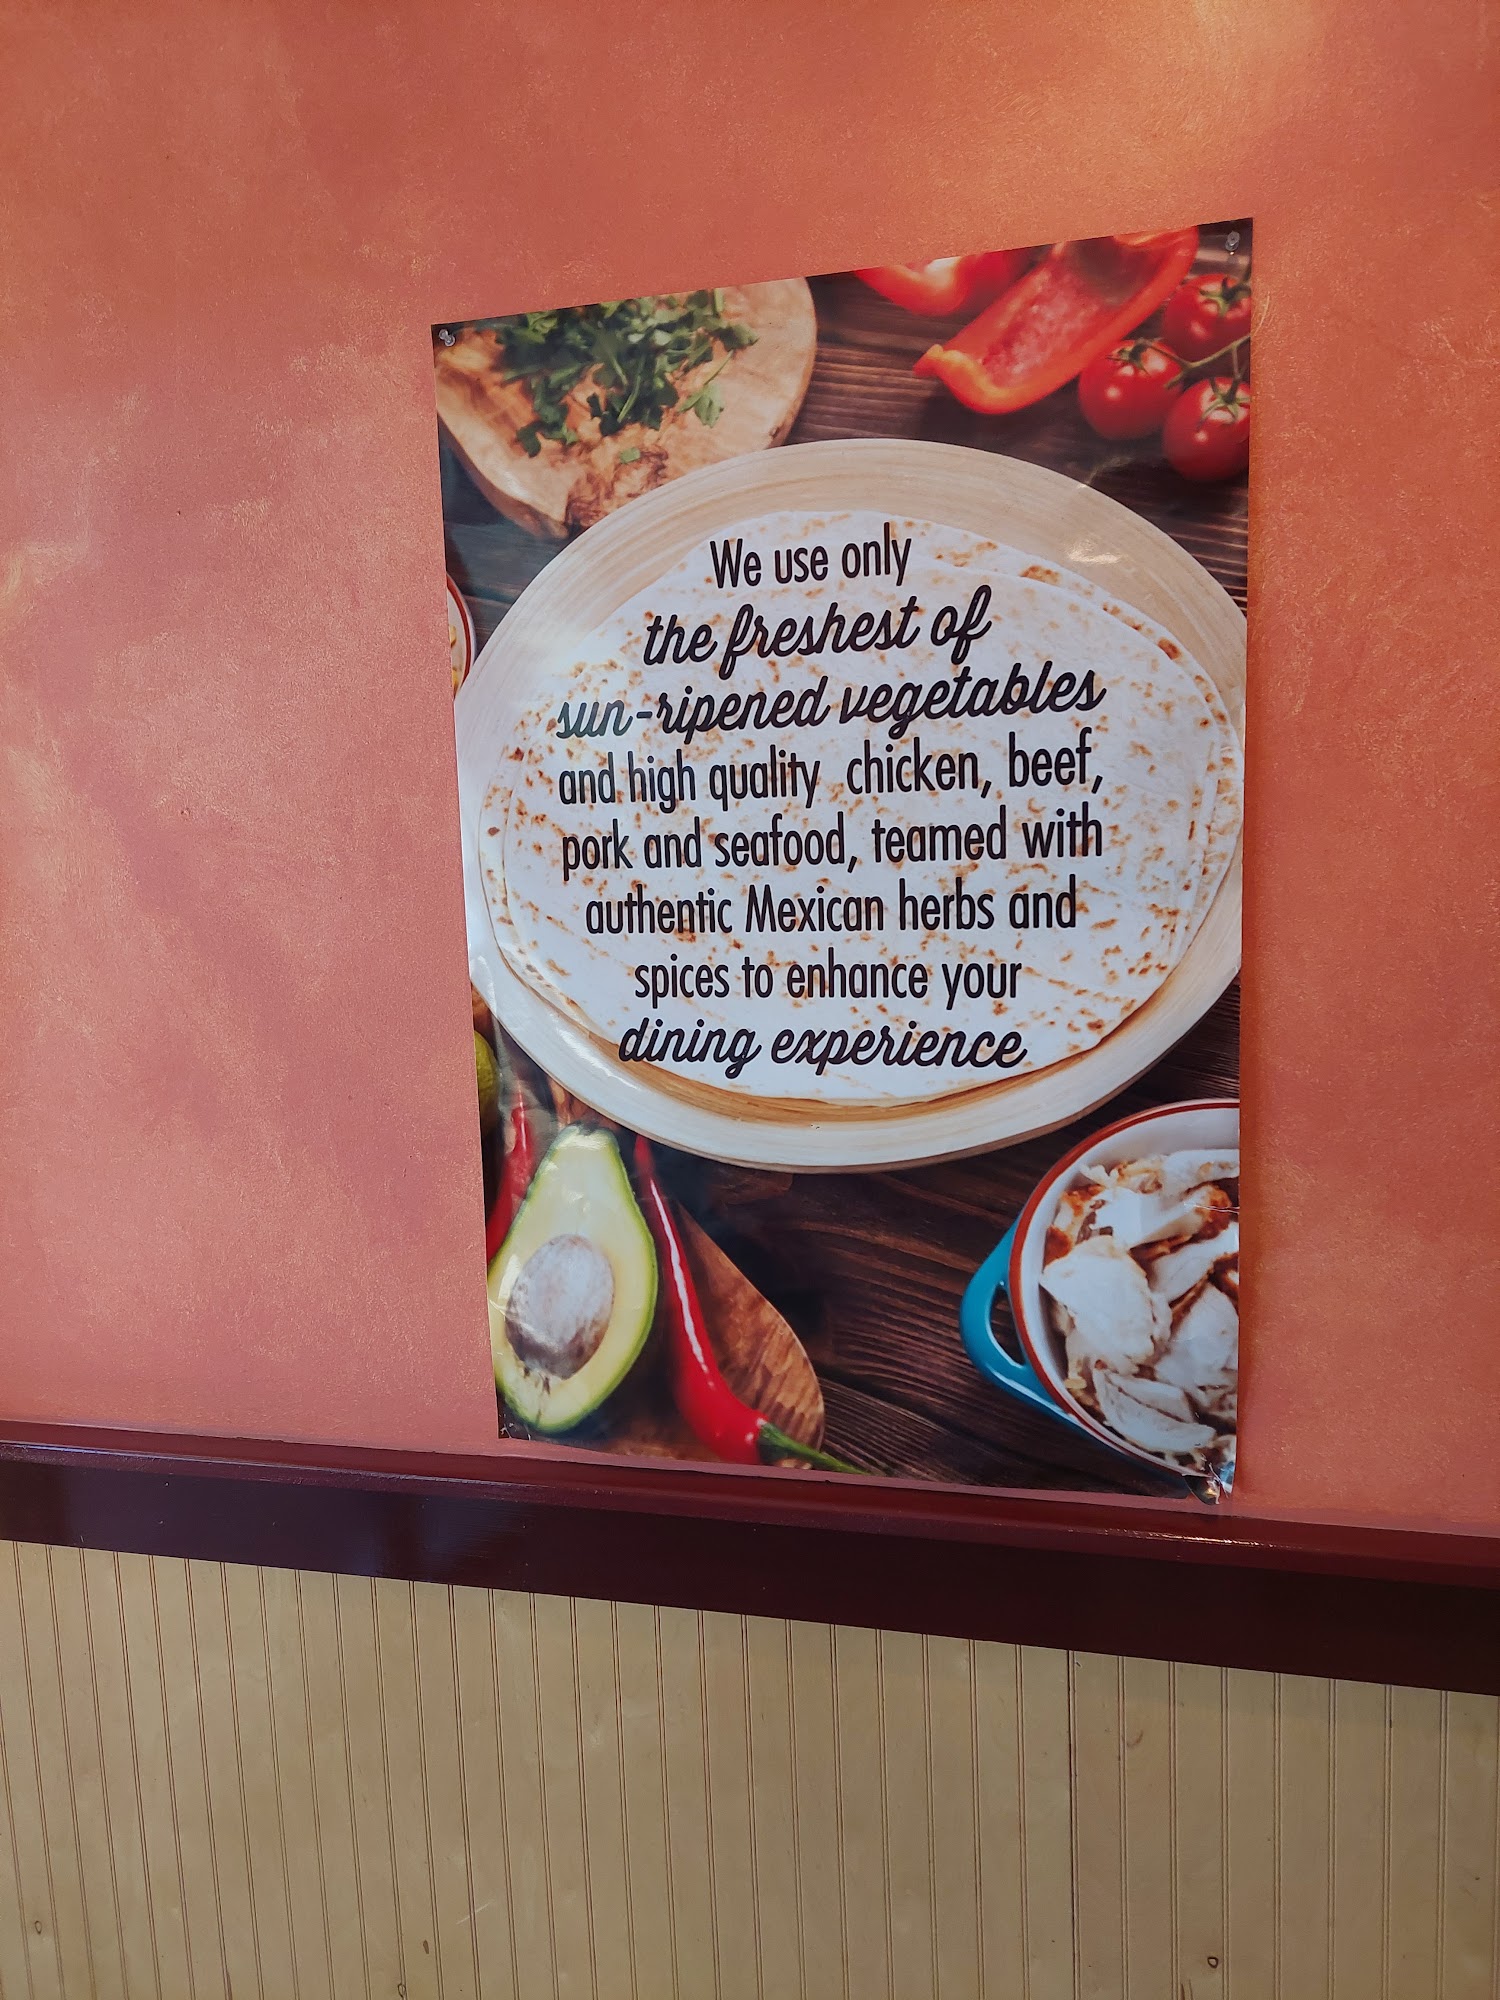 We use only
the freshest of
sun-ripened vegetables
and high quality chicken, beef,
pork and seafood, teamed with
authentic Mexican herbs and
spices to enhance your
dining experience